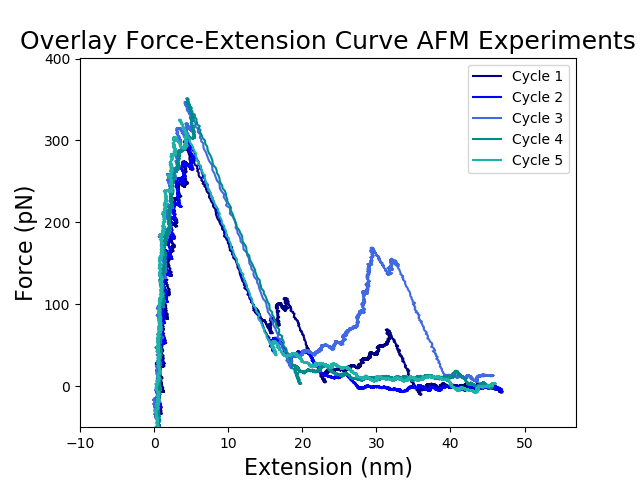 Overlay Force-Extension Curve AFM Experiments
Cycle 1
Cycle 2
Cycle 3
Cycle 4
Cycle 5
Force (pN)
400
300
200
100
0
−10
0
10
20
30
40
50
Extension (nm)